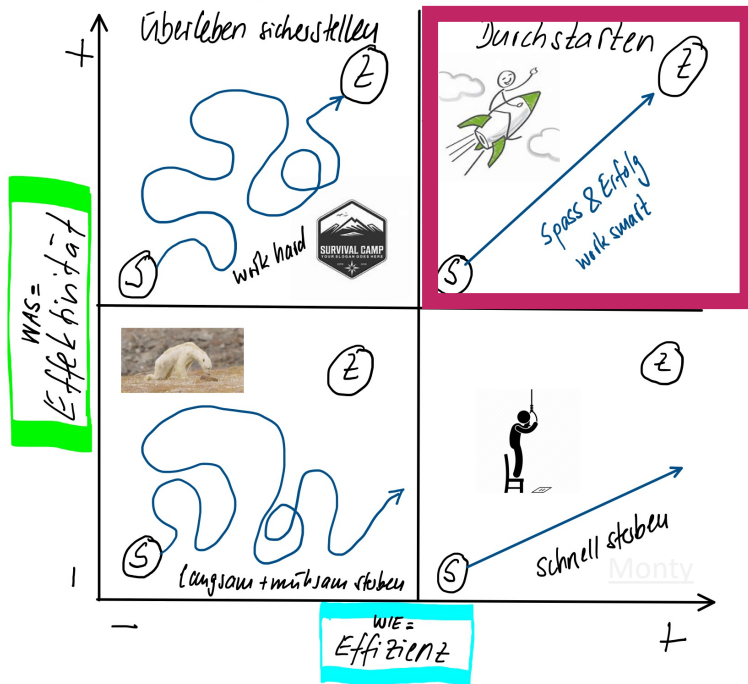 Überleben sicherstellen
Durchstarten
+
Z
Z
Spass & Erfolg
work smart
work hard
SURVIVAL CAMP
YOUR SLOGAN GOES HERE
S
S
WAS =
Effektivität
Z
Z
S
langsam + mühsam sterben
S
schnell sterben
Monty
–
–
WIE =
Effizienz
+